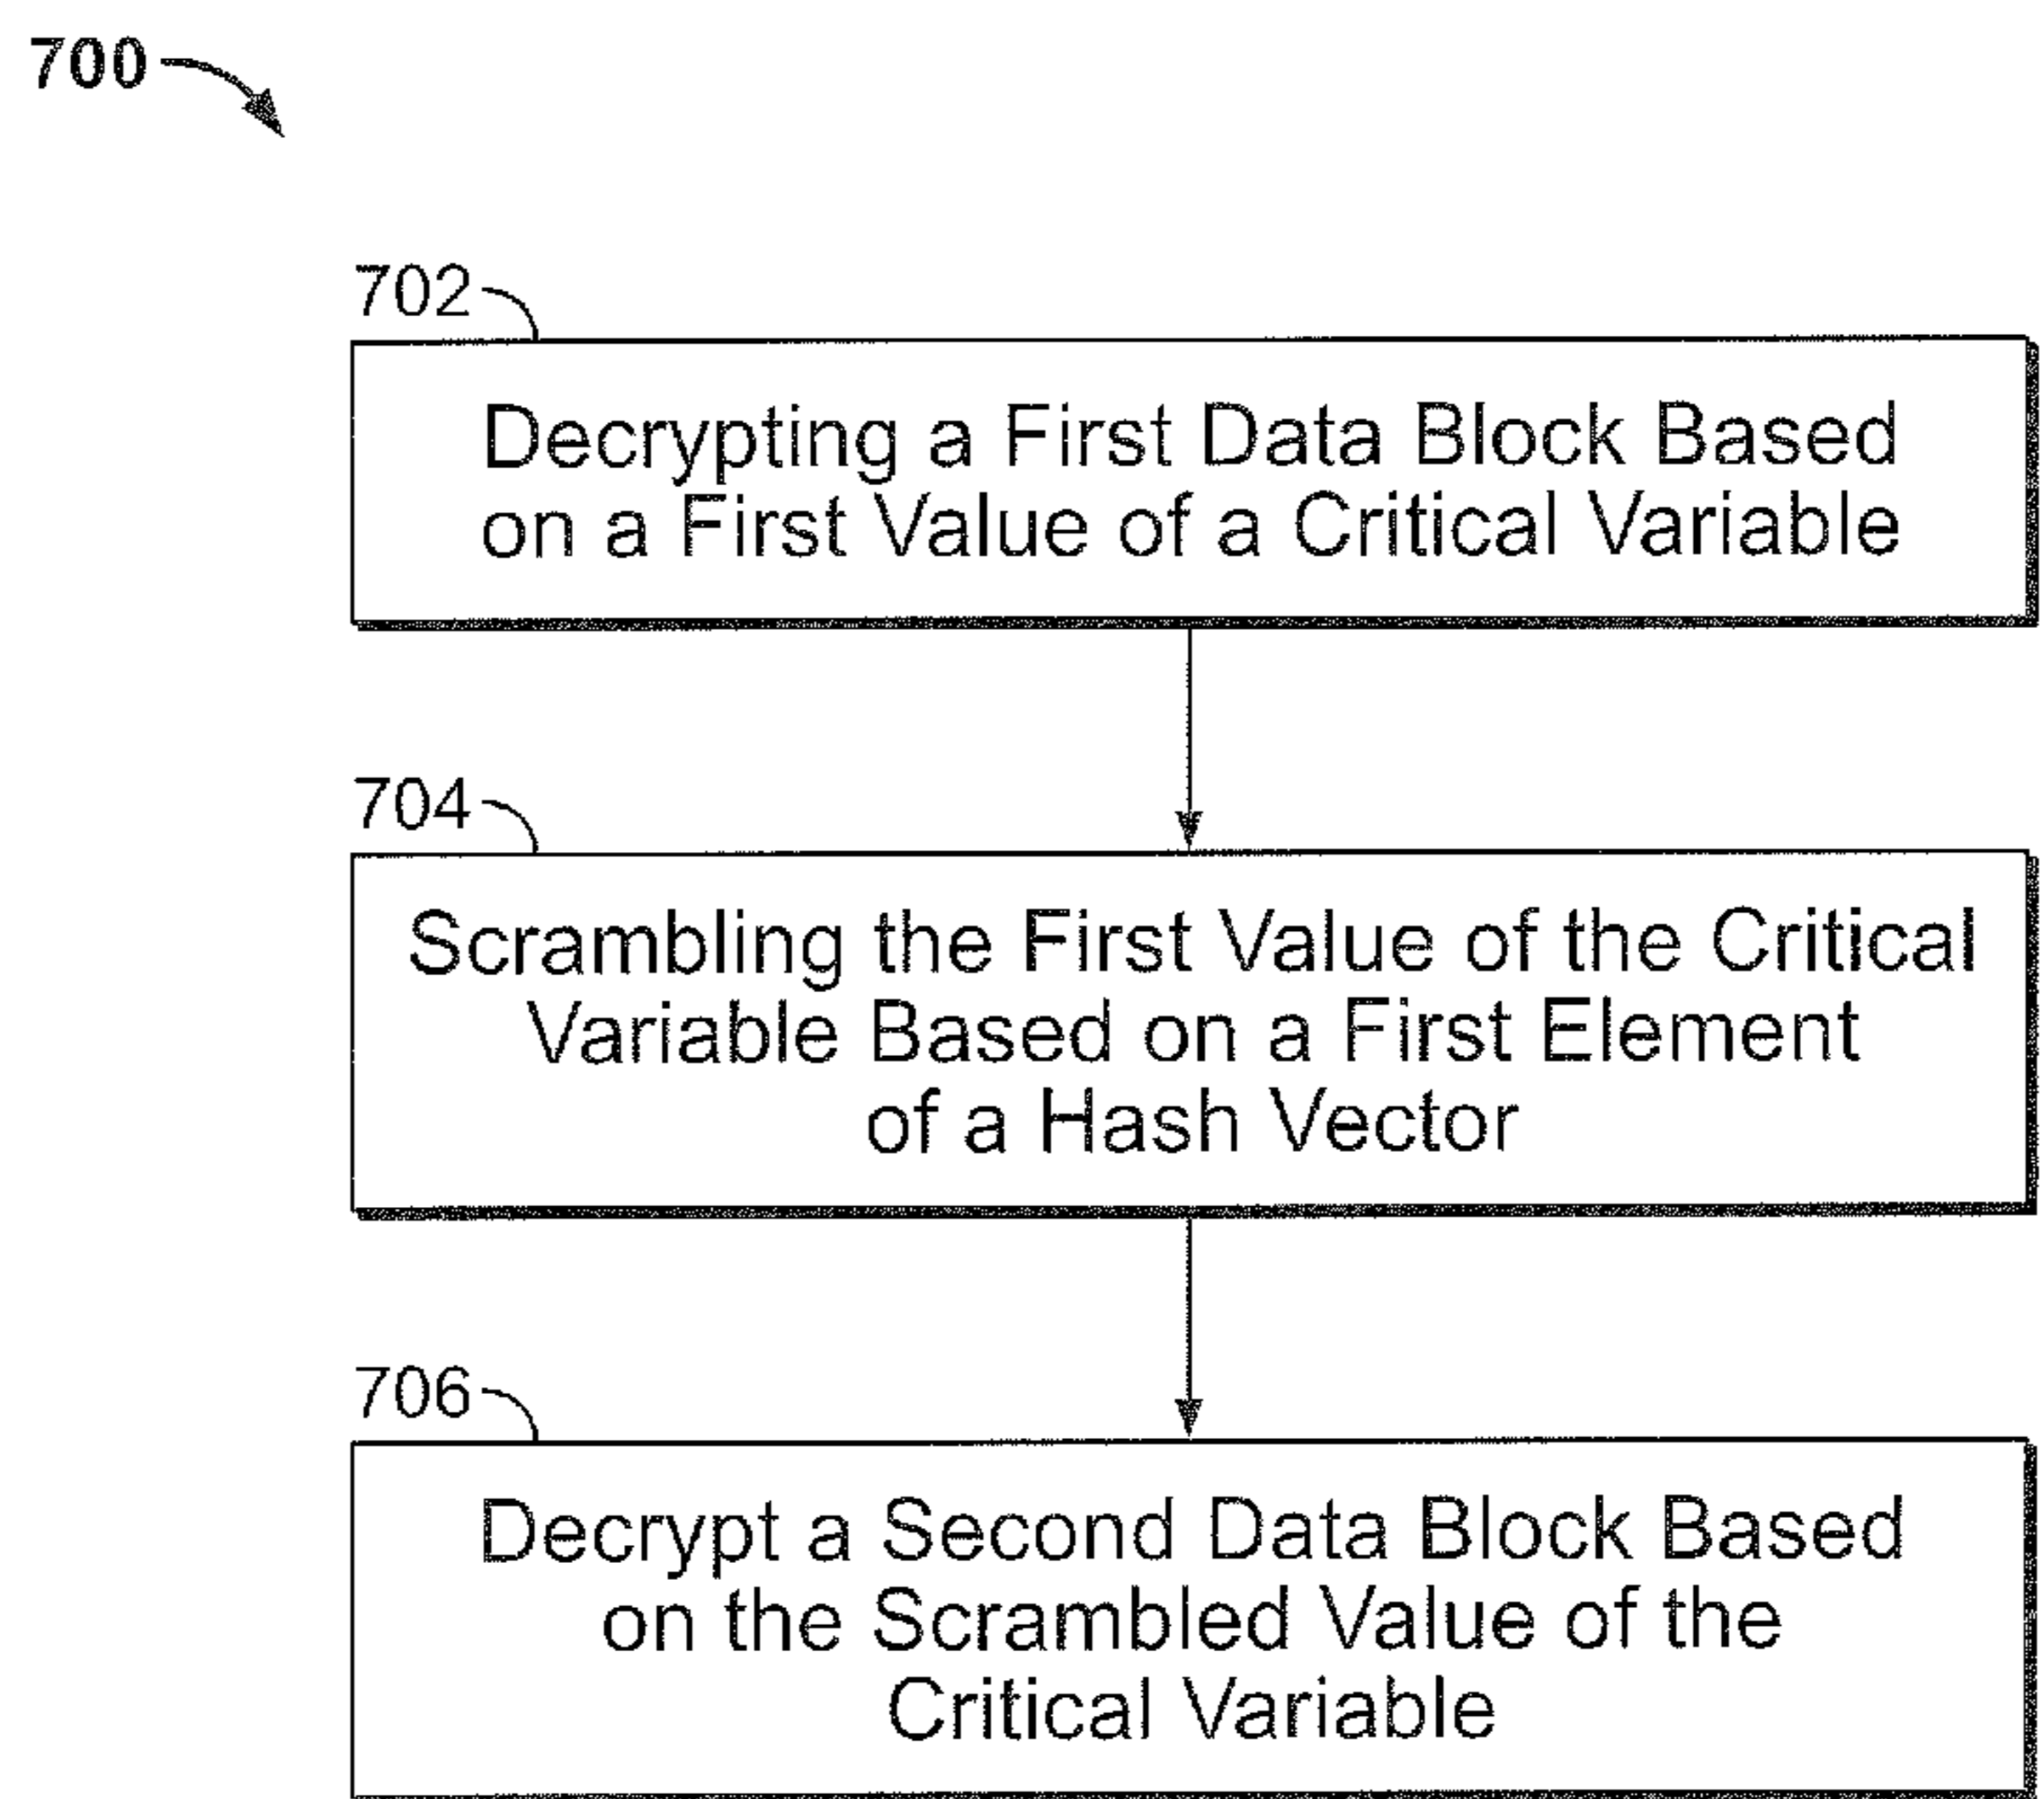 700
702
Decrypting a First Data Block Based
on a First Value of a Critical Variable
704
Scrambling the First Value of the Critical
Variable Based on a First Element
of a Hash Vector
706
Decrypt a Second Data Block Based
on the Scrambled Value of the
Critical Variable